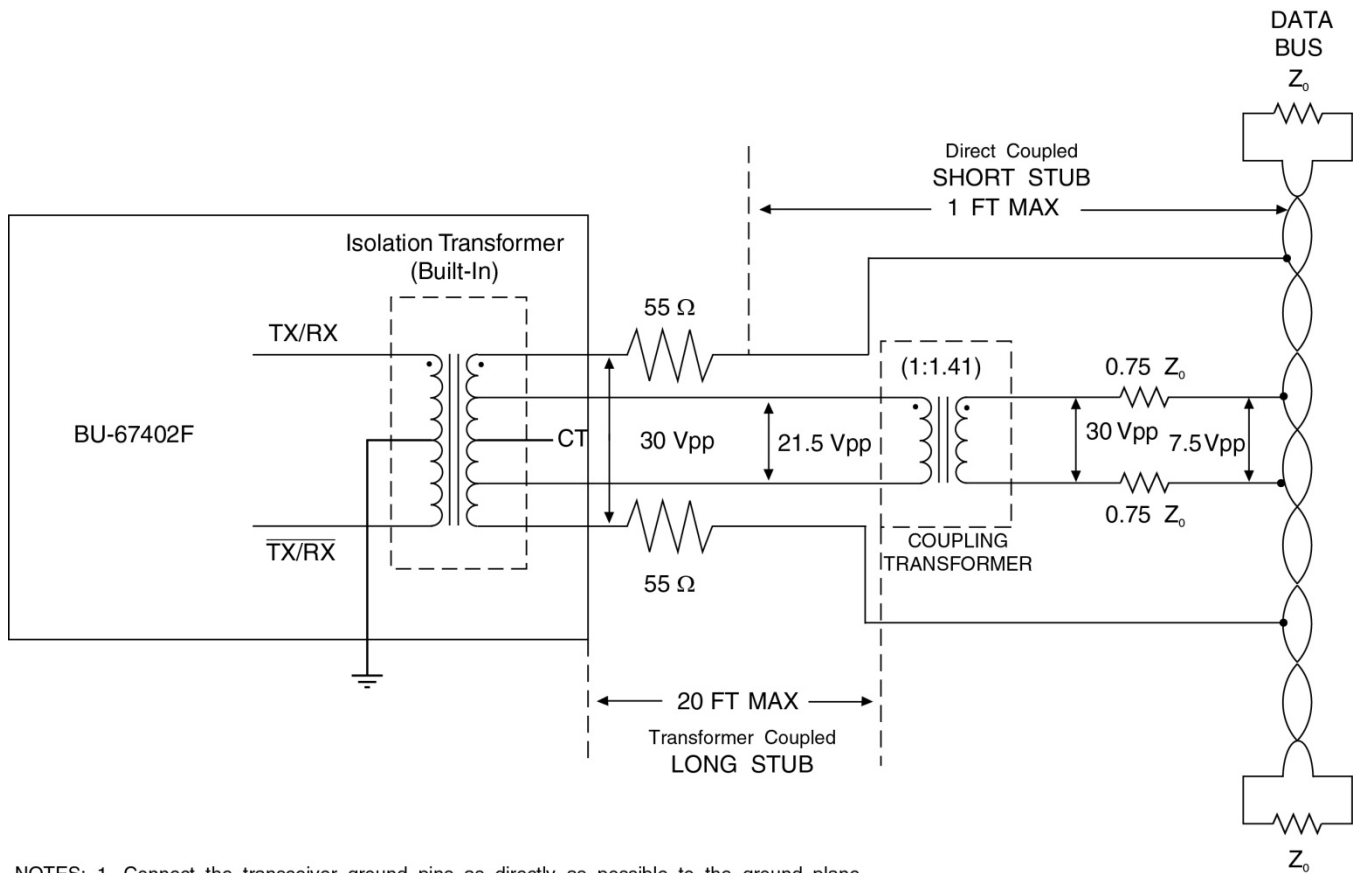 DATA
BUS
Z₀
Direct Coupled
SHORT STUB
1 FT MAX
Isolation Transformer
(Built-In)
55 Ω
TX/RX
(1:1.41)
0.75 Z₀
BU-67402F
CT
30 Vpp
21.5 Vpp
30 Vpp
7.5 Vpp
0.75 Z₀
TX/RX
COUPLING
TRANSFORMER
55 Ω
20 FT MAX
Transformer Coupled
LONG STUB
Z₀
NOTES: 1. Connect the transceiver ground pins as directly as possible to the ground plane